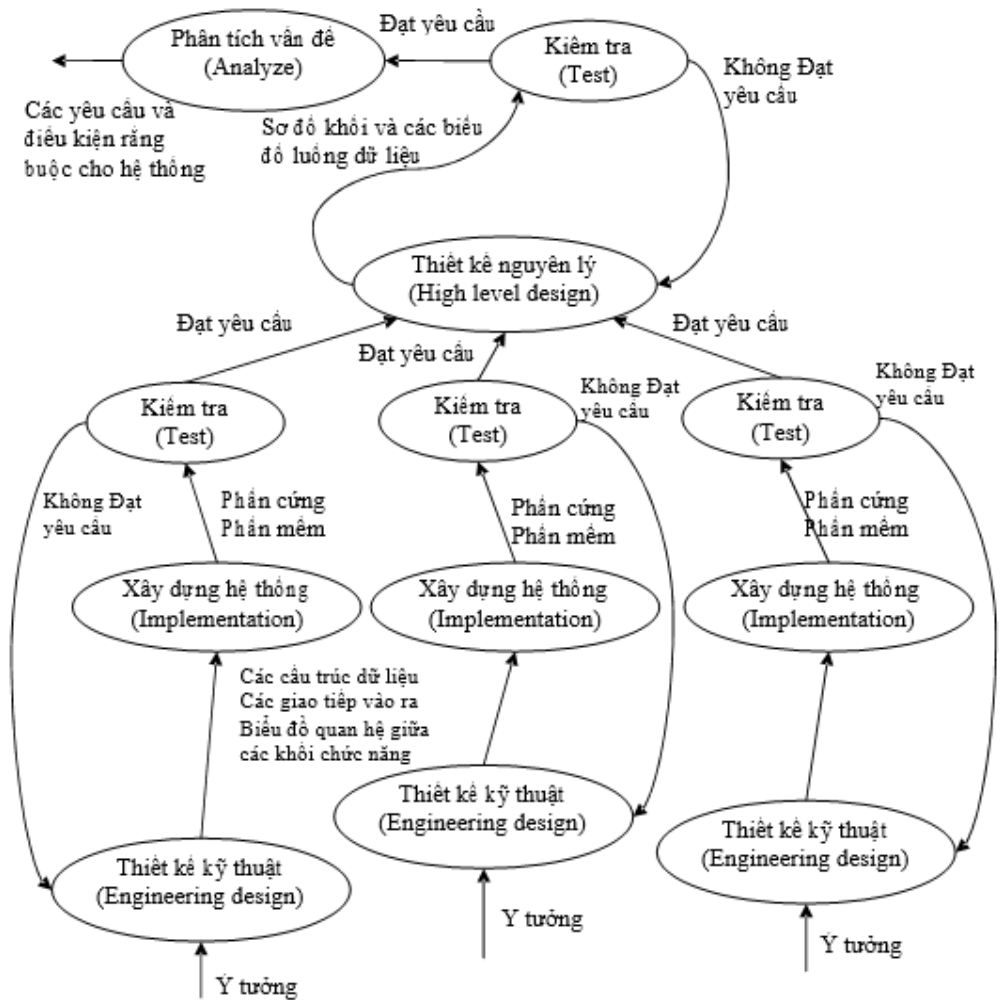 Đạt yêu cầu
Phân tích vấn đề
(Analyze)
Kiểm tra
(Test)
Không Đạt
yêu cầu
Các yêu cầu và
điều kiện rằng
buộc cho hệ thống
Sơ đồ khối và các biểu
đồ luồng dữ liệu
Thiết kế nguyên lý
(High level design)
Đạt yêu cầu
Đạt yêu cầu
Đạt yêu cầu
Kiểm tra
(Test)
Kiểm tra
(Test)
Không Đạt
yêu cầu
Kiểm tra
(Test)
Không Đạt
yêu cầu
Không Đạt
yêu cầu
Phần cứng
Phần mềm
Phần cứng
Phần mềm
Phần cứng
Phần mềm
Xây dựng hệ thống
(Implementation)
Xây dựng hệ thống
(Implementation)
Xây dựng hệ thống
(Implementation)
Các cấu trúc dữ liệu
Các giao tiếp vào ra
Biểu đồ quan hệ giữa
các khối chức năng
Thiết kế kỹ thuật
(Engineering design)
Thiết kế kỹ thuật
(Engineering design)
Thiết kế kỹ thuật
(Engineering design)
Ý tưởng
Y tưởng
Ý tưởng